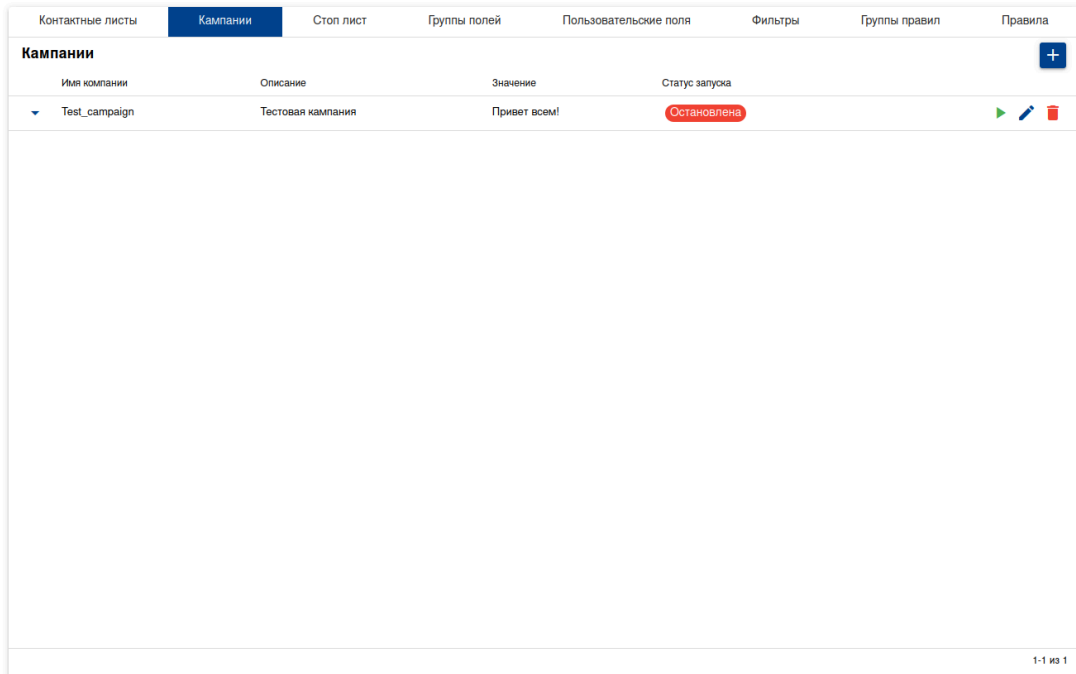 Контактные листы Кампании Стоп лист Группы полей Пользовательские поля Фильтры Группы правил Правила
Кампании
Имя компании Описание Значение Статус запуска
Test_campaign Тестовая кампания Привет всем! Остановлена
1-1 из 1